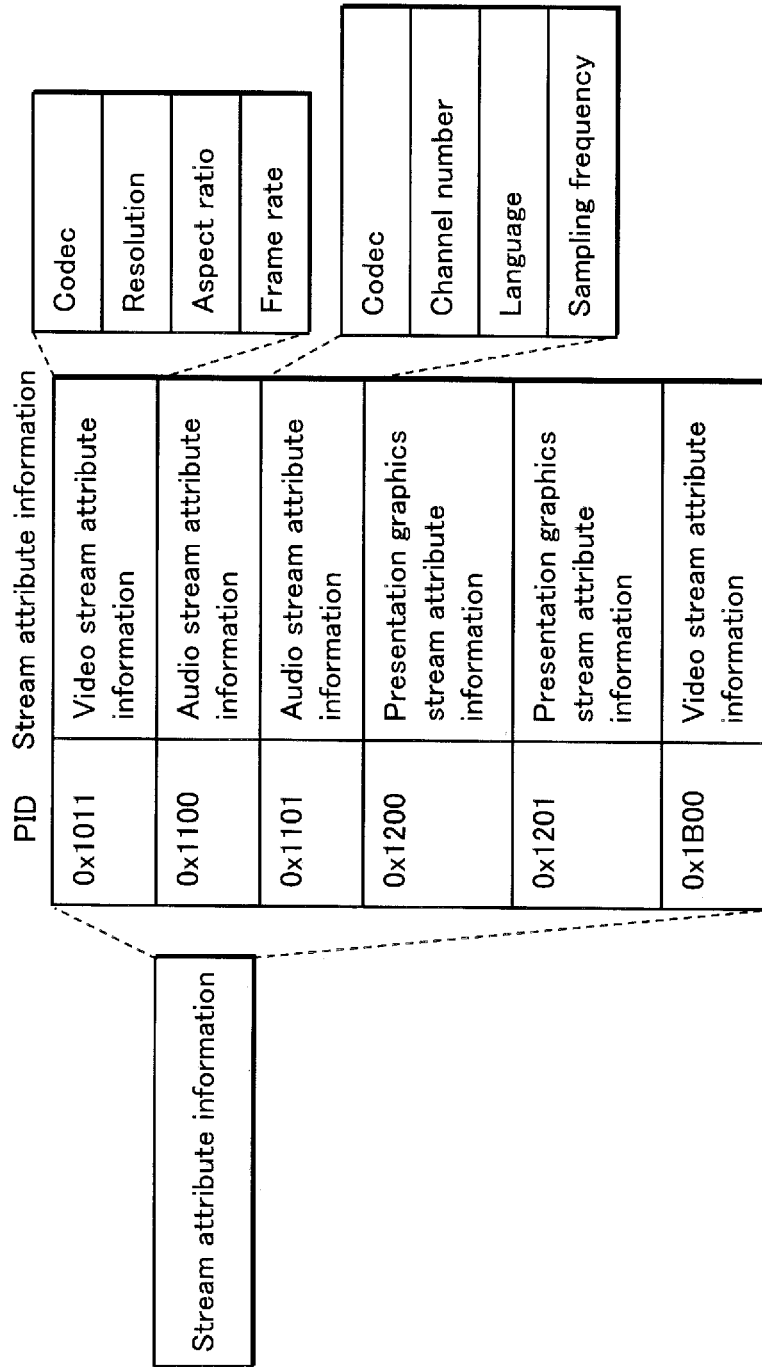 Stream attribute information
PID
Stream attribute information
0x1011
Video stream attribute
information
0x1100
Audio stream attribute
information
0x1101
Audio stream attribute
information
0x1200
Presentation graphics
stream attribute
information
0x1201
Presentation graphics
stream attribute
information
0x1B00
Video stream attribute
information
Codec
Resolution
Aspect ratio
Frame rate
Codec
Channel number
Language
Sampling frequency